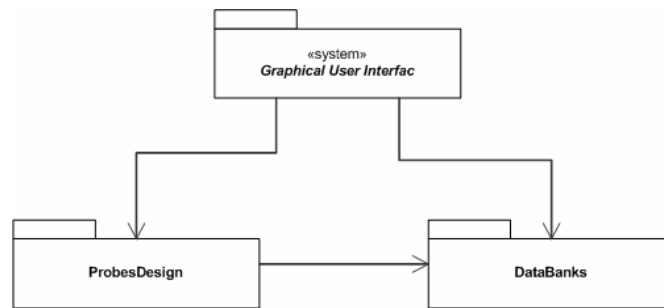 «system»
Graphical User Interfac
ProbesDesign
DataBanks